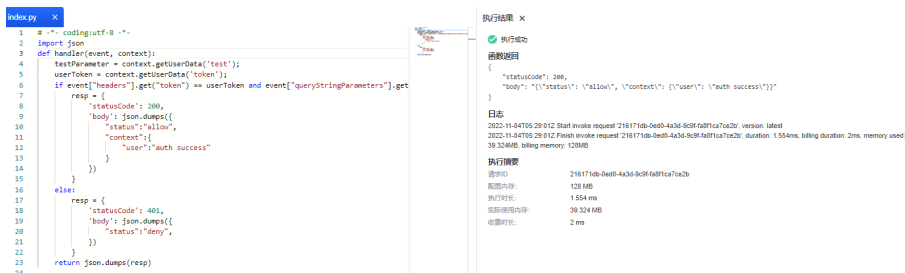 index.py ×
1 # -*- coding:utf-8 -*-
2 import json
3 def handler(event, context):
4 testParameter = context.getUserData('test');
5 userToken = context.getUserData('token');
6 if event["headers"].get("token") == userToken and event["queryStringParameters"].get
7 resp = {
8 'statusCode': 200,
9 'body': json.dumps({
10 "status":"allow",
11 "context":{
12 "user":"auth success"
13 }
14 })
15 }
16 else:
17 resp = {
18 'statusCode': 401,
19 'body': json.dumps({
20 "status":"deny",
21 })
22 }
23 return json.dumps(resp)
24
执行结果 ×
执行成功
函数返回
{
"statusCode": 200,
"body": "{\"status\": \"allow\", \"context\": {\"user\": \"auth success\"}}"
}
日志
2022-11-04T05:29:01Z Start invoke request '216171db-0ed0-4a3d-9c9f-fa8f1ca7ce2b', version: latest
2022-11-04T05:29:01Z Finish invoke request '216171db-0ed0-4a3d-9c9f-fa8f1ca7ce2b', duration: 1.554ms, billing duration: 2ms, memory used:
39.324MB, billing memory: 128MB
执行摘要
请求ID 216171db-0ed0-4a3d-9c9f-fa8f1ca7ce2b
配置内存: 128 MB
执行时长: 1.554 ms
实际使用内存: 39.324 MB
收费时长: 2 ms